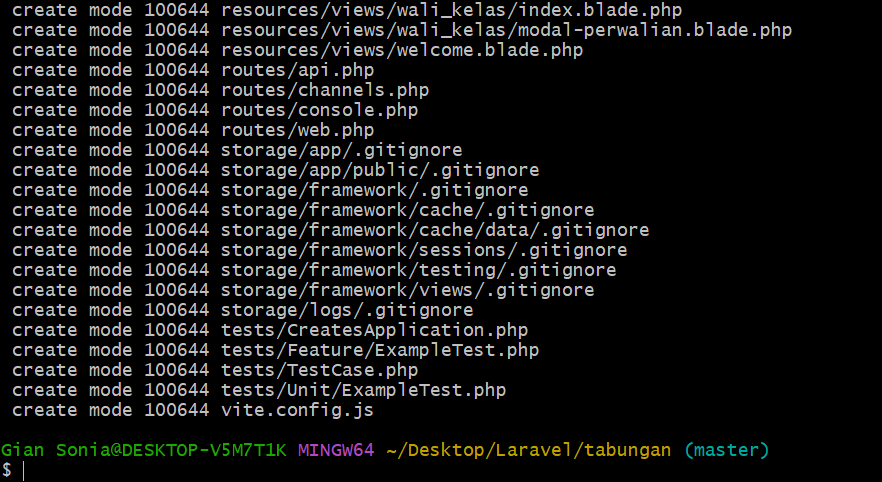 create mode 100644 resources/views/wali_kelas/index.blade.php
create mode 100644 resources/views/wali_kelas/modal-perwalian.blade.php
create mode 100644 resources/views/welcome.blade.php
create mode 100644 routes/api.php
create mode 100644 routes/channels.php
create mode 100644 routes/console.php
create mode 100644 routes/web.php
create mode 100644 storage/app/.gitignore
create mode 100644 storage/app/public/.gitignore
create mode 100644 storage/framework/.gitignore
create mode 100644 storage/framework/cache/.gitignore
create mode 100644 storage/framework/cache/data/.gitignore
create mode 100644 storage/framework/sessions/.gitignore
create mode 100644 storage/framework/testing/.gitignore
create mode 100644 storage/framework/views/.gitignore
create mode 100644 storage/logs/.gitignore
create mode 100644 tests/CreatesApplication.php
create mode 100644 tests/Feature/ExampleTest.php
create mode 100644 tests/TestCase.php
create mode 100644 tests/Unit/ExampleTest.php
create mode 100644 vite.config.js
Gian Sonia@DESKTOP-V5M7T1K MINGW64 ~/Desktop/Laravel/tabungan (master)
$